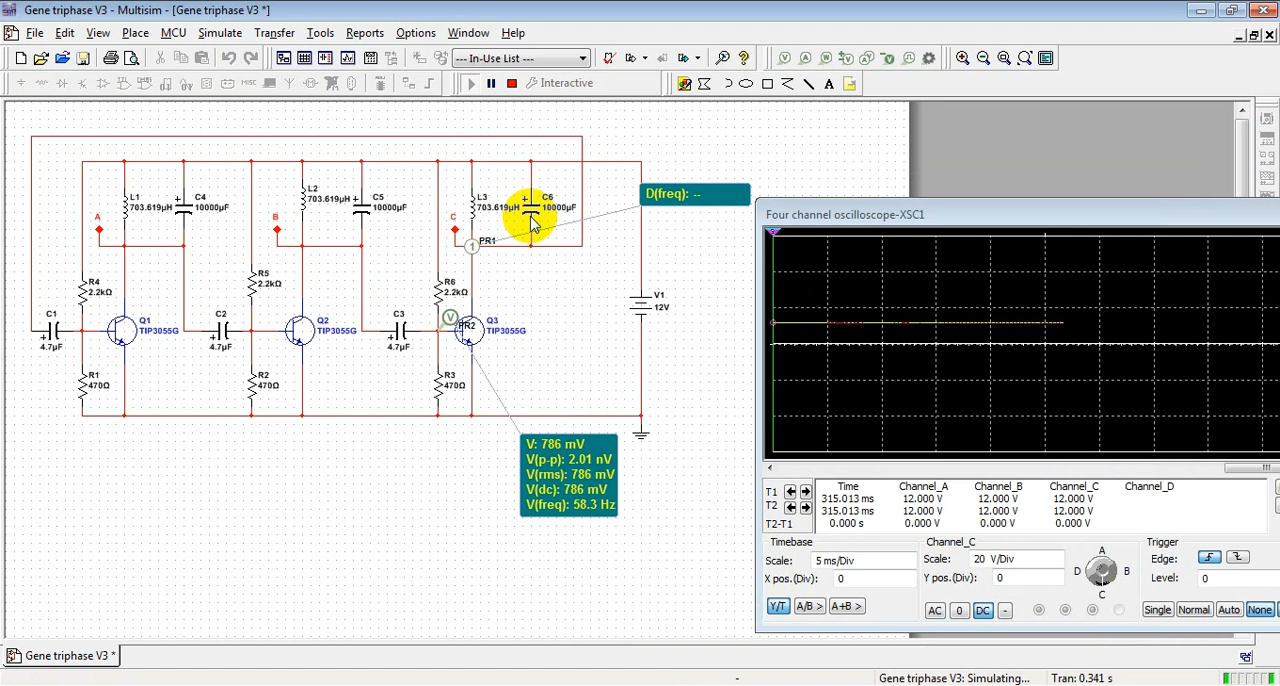 Gene triphase V3 - Multisim - [Gene triphase V3 *]
File Edit View Place MCU Simulate Transfer Tools Reports Options Window Help
--- In-Use List ---
Interactive
D(freq): --
L1
703.619µH
C4
10000µF
L2
703.619µH
C5
10000µF
L3
703.619µH
C6
10000µF
A
B
C
1
PR1
R4
2.2kΩ
R5
2.2kΩ
R6
2.2kΩ
V1
12V
C1
4.7µF
Q1
TIP3055G
C2
4.7µF
Q2
TIP3055G
C3
4.7µF
V
PR2
Q3
TIP3055G
R1
470Ω
R2
470Ω
R3
470Ω
V: 786 mV
V(p-p): 2.01 nV
V(rms): 786 mV
V(dc): 786 mV
V(freq): 58.3 Hz
Four channel oscilloscope-XSC1
Time Channel_A Channel_B Channel_C Channel_D
T1 315.013 ms 12.000 V 12.000 V 12.000 V
T2 315.013 ms 12.000 V 12.000 V 12.000 V
T2-T1 0.000 s 0.000 V 0.000 V 0.000 V
Timebase
Scale: 5 ms/Div
X pos.(Div): 0
Y/T A/B > A+B >
Channel_C
Scale: 20 V/Div
Y pos.(Div): 0
AC 0 DC -
A
D B
C
Trigger
Edge:
Level: 0
Single Normal Auto None
Gene triphase V3 *
- Gene triphase V3: Simulating... Tran: 0.341 s